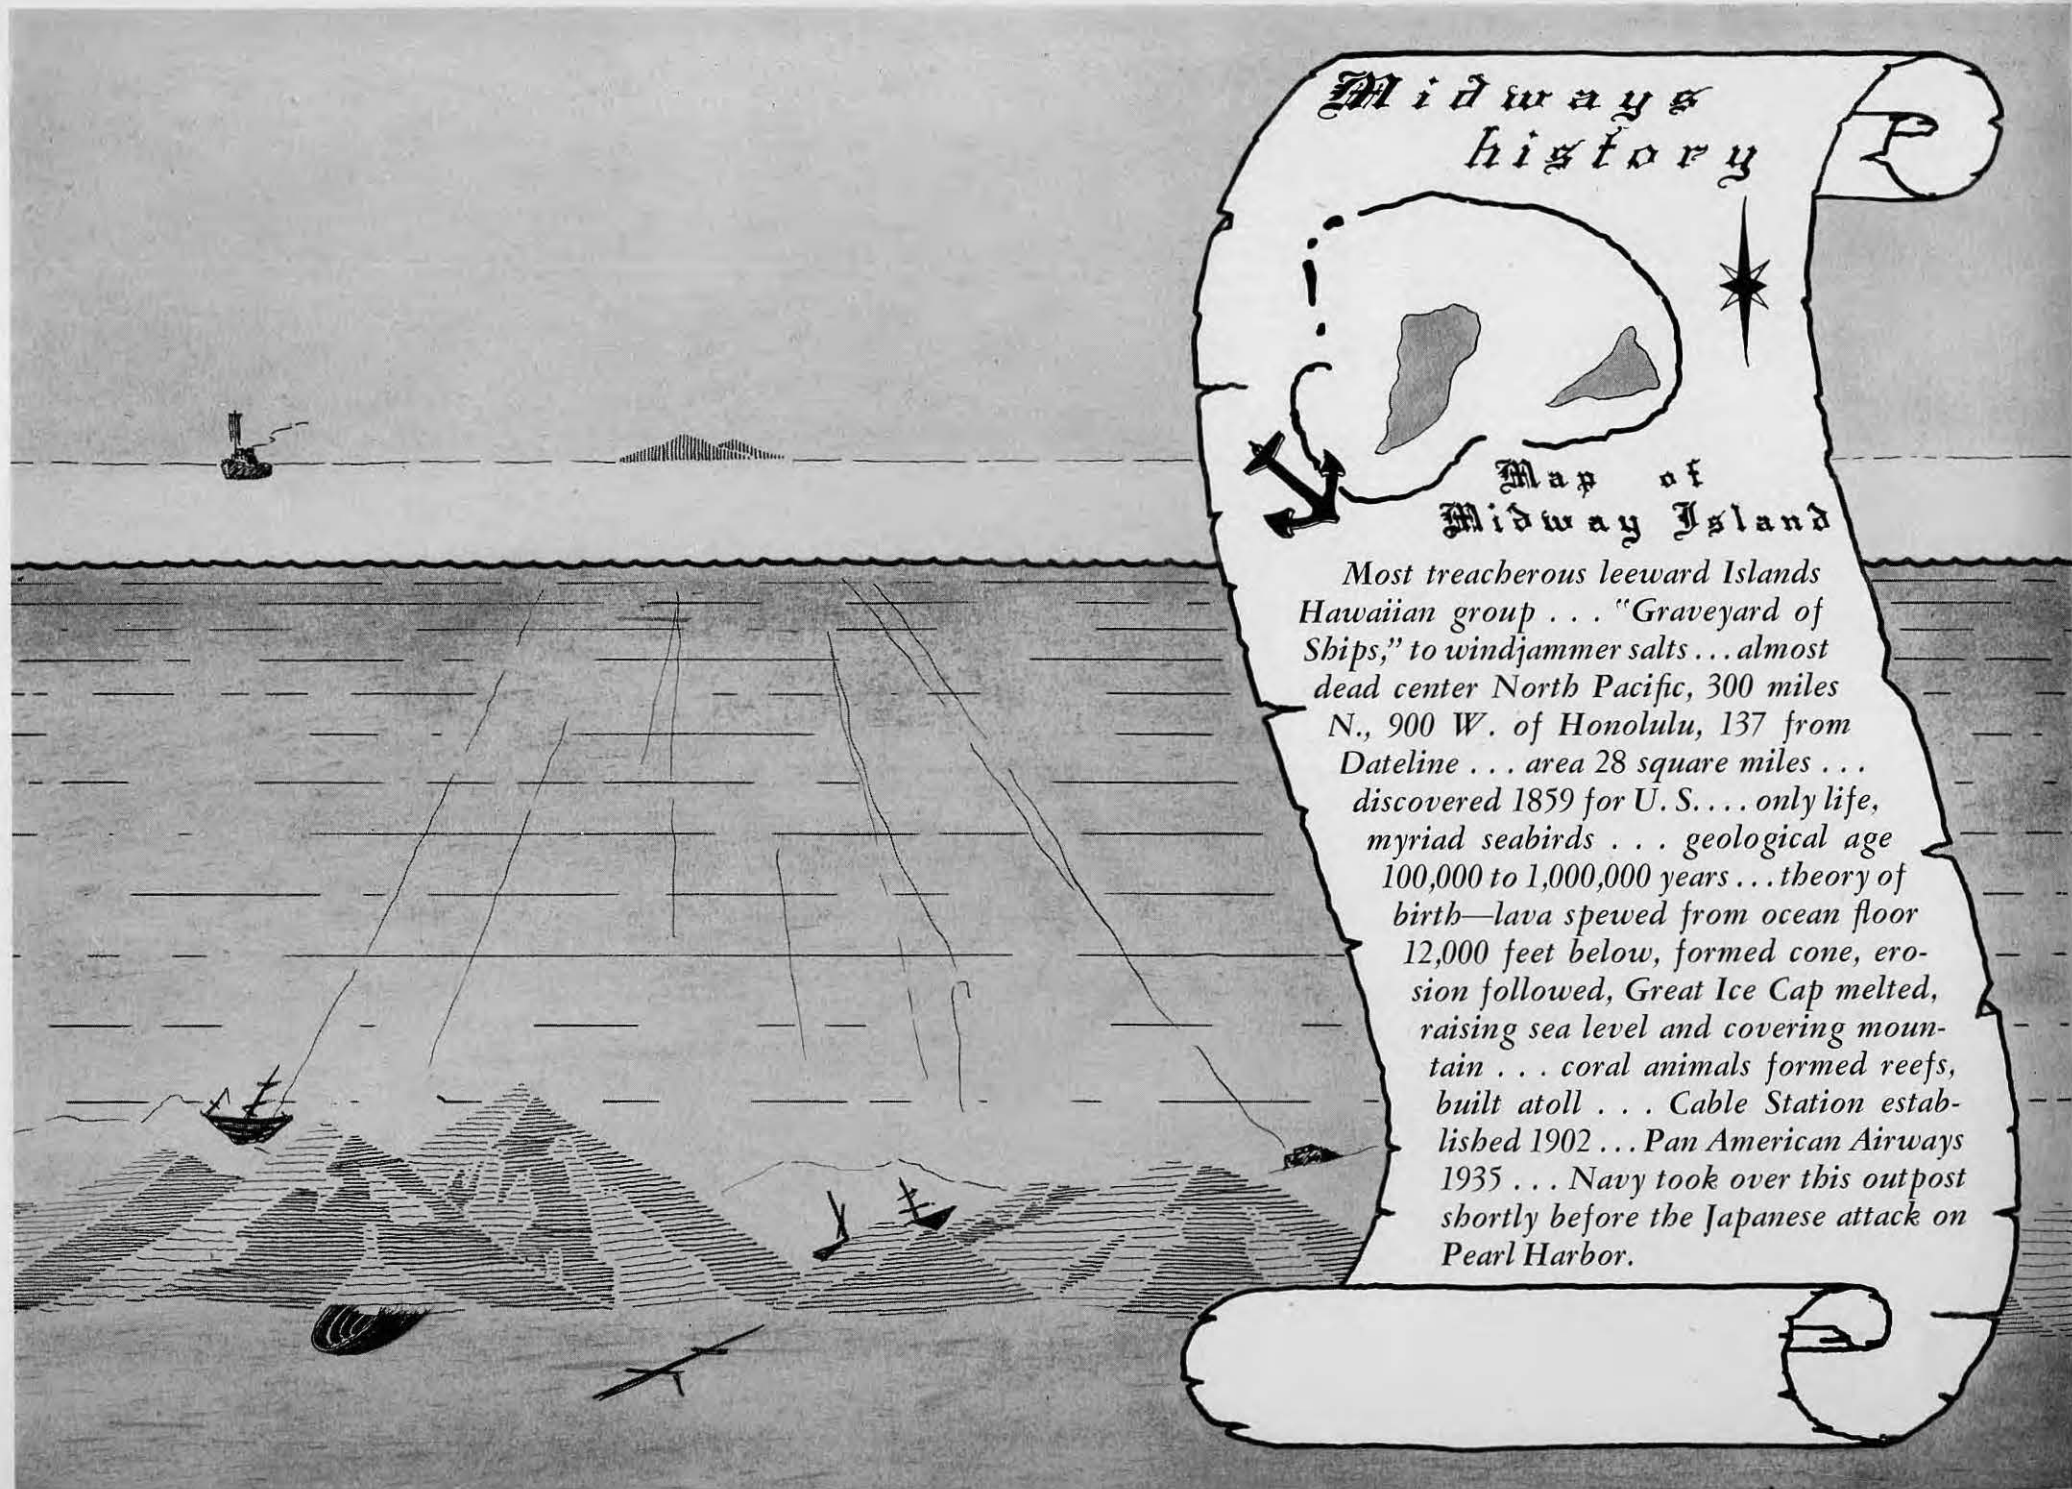 Midways
history
Map of
Midway Island
Most treacherous leeward Islands
Hawaiian group . . . "Graveyard of
Ships," to windjammer salts . . . almost
dead center North Pacific, 300 miles
N., 900 W. of Honolulu, 137 from
Dateline . . . area 28 square miles . . .
discovered 1859 for U. S. . . . only life,
myriad seabirds . . . geological age
100,000 to 1,000,000 years . . . theory of
birth—lava spewed from ocean floor
12,000 feet below, formed cone, ero-
sion followed, Great Ice Cap melted,
raising sea level and covering moun-
tain . . . coral animals formed reefs,
built atoll . . . Cable Station estab-
lished 1902 . . . Pan American Airways
1935 . . . Navy took over this outpost
shortly before the Japanese attack on
Pearl Harbor.